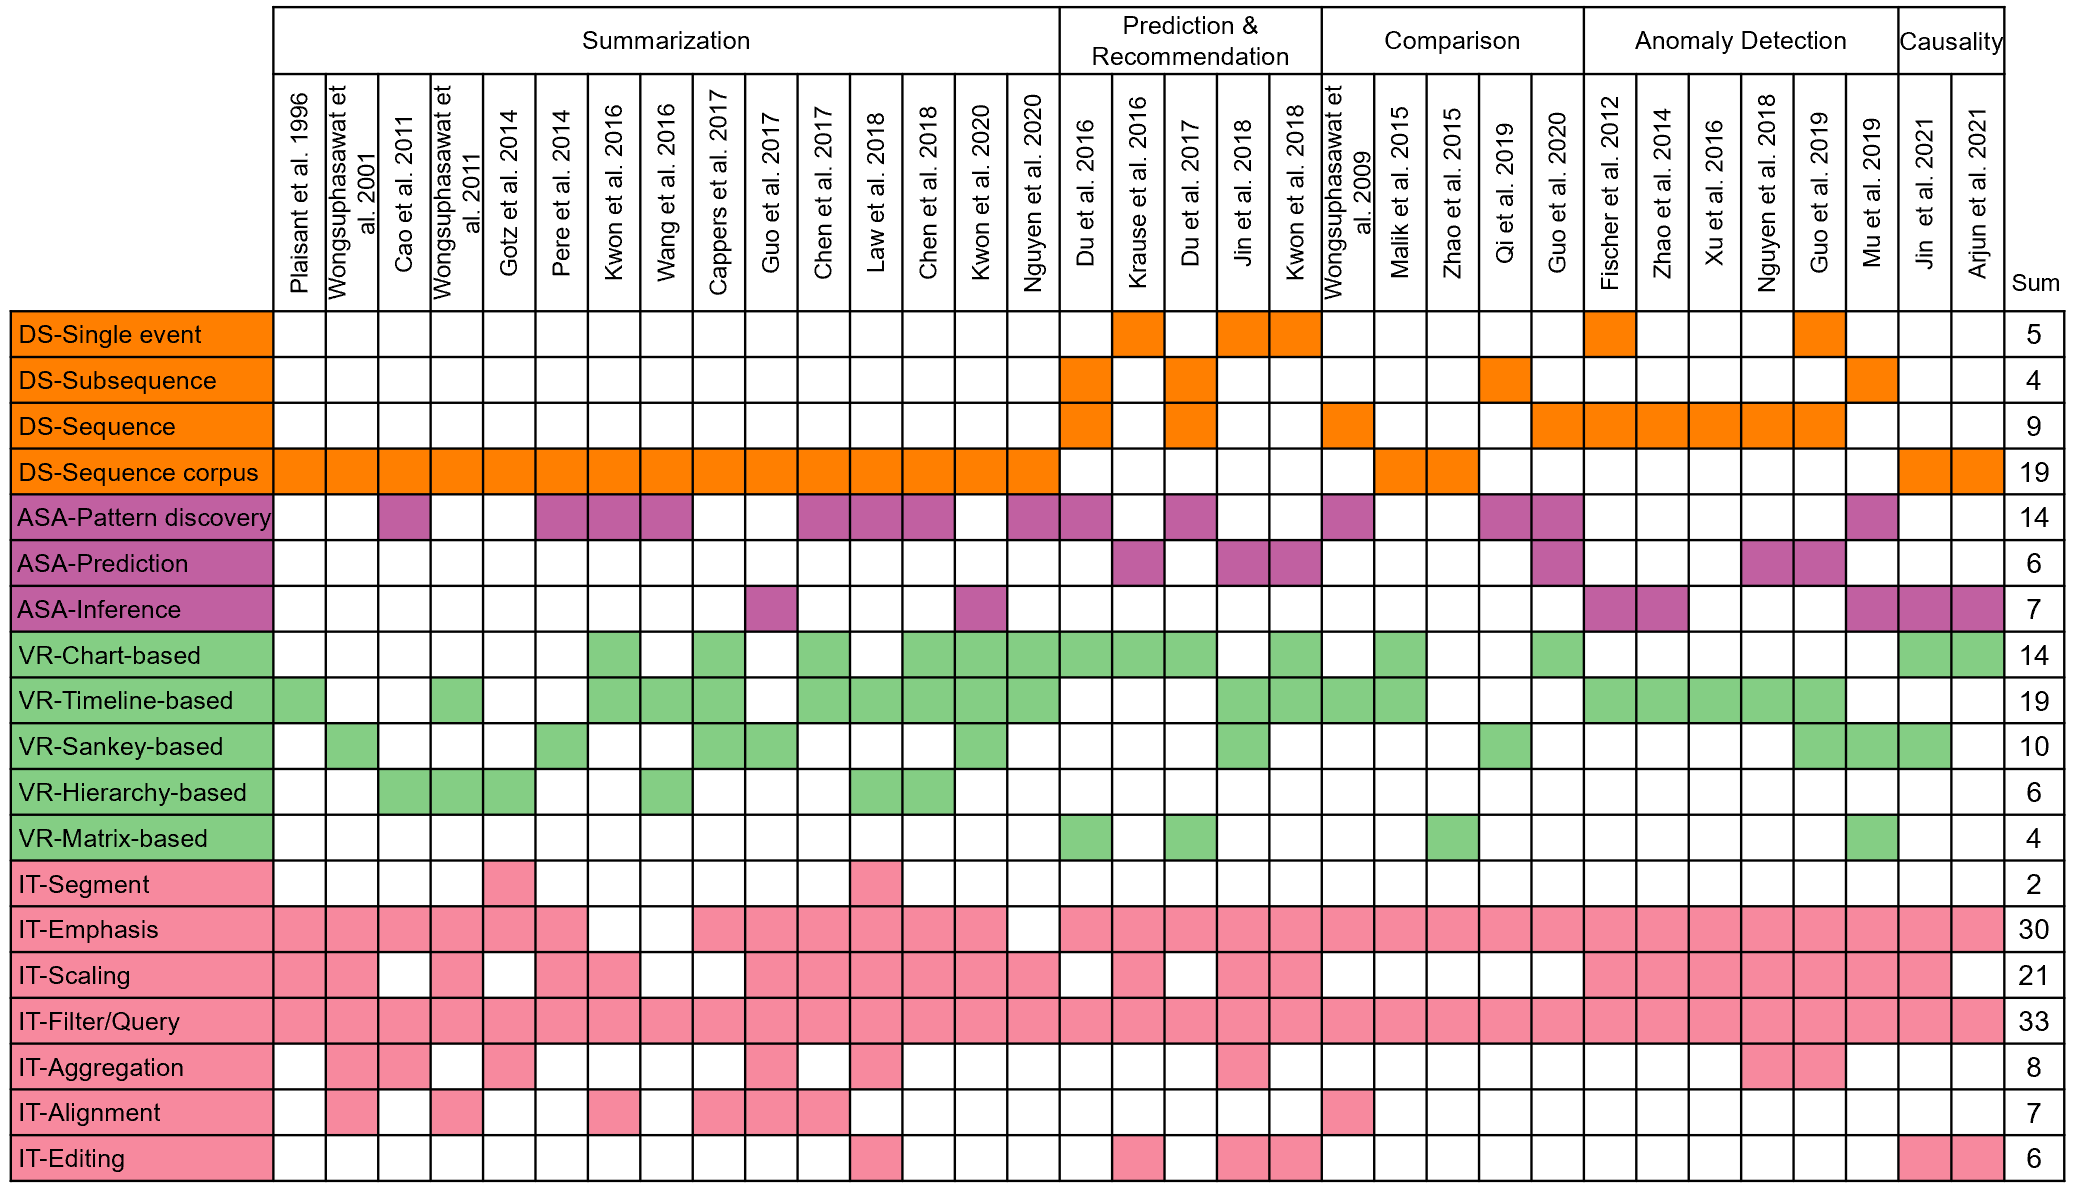 Summarization
Prediction &
Recommendation
Comparison
Anomaly Detection
Causality
Plaisant et al. 1996
Wongsuphasawat et
al. 2001
Cao et al. 2011
Wongsuphasawat et
al. 2011
Gotz et al. 2014
Pere et al. 2014
Kwon et al. 2016
Wang et al. 2016
Cappers et al. 2017
Guo et al. 2017
Chen et al. 2017
Law et al. 2018
Chen et al. 2018
Kwon et al. 2020
Nguyen et al. 2020
Du et al. 2016
Krause et al. 2016
Du et al. 2017
Jin et al. 2018
Kwon et al. 2018
Wongsuphasawat et
al. 2009
Malik et al. 2015
Zhao et al. 2015
Qi et al. 2019
Guo et al. 2020
Fischer et al. 2012
Zhao et al. 2014
Xu et al. 2016
Nguyen et al. 2018
Guo et al. 2019
Mu et al. 2019
Jin et al. 2021
Arjun et al. 2021
Sum
DS-Single event 5
DS-Subsequence 4
DS-Sequence 9
DS-Sequence corpus 19
ASA-Pattern discovery 14
ASA-Prediction 6
ASA-Inference 7
VR-Chart-based 14
VR-Timeline-based 19
VR-Sankey-based 10
VR-Hierarchy-based 6
VR-Matrix-based 4
IT-Segment 2
IT-Emphasis 30
IT-Scaling 21
IT-Filter/Query 33
IT-Aggregation 8
IT-Alignment 7
IT-Editing 6